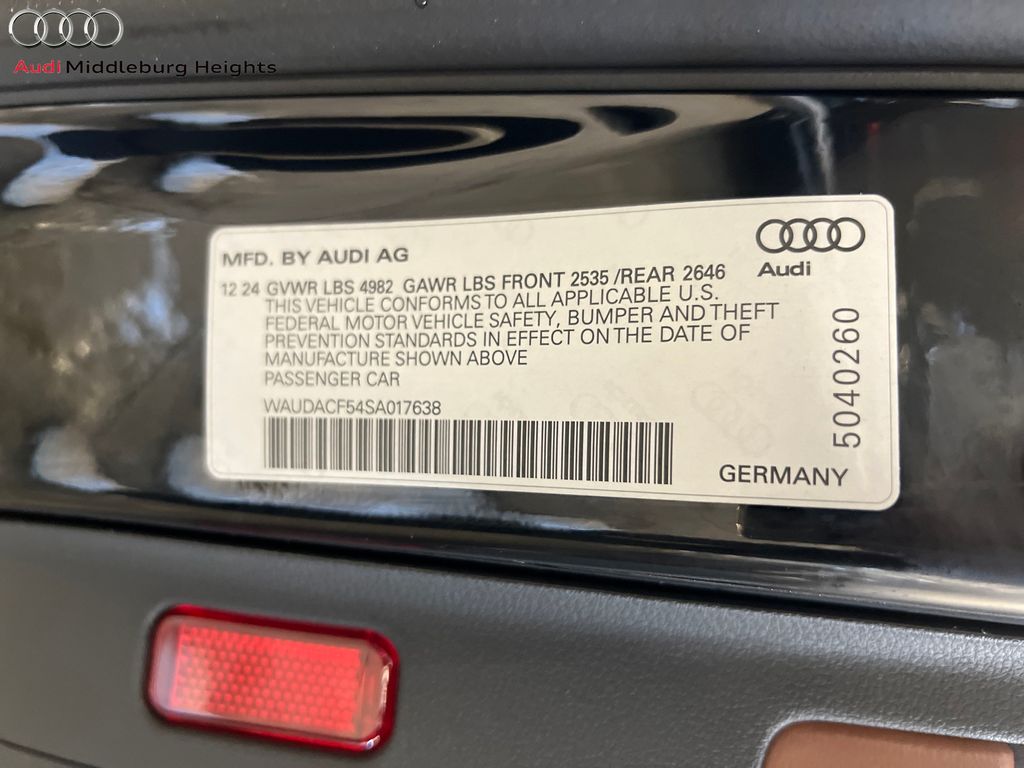 Audi Middleburg Heights
MFD. BY AUDI AG
Audi
12 24 GVWR LBS 4982 GAWR LBS FRONT 2535 /REAR 2646
THIS VEHICLE CONFORMS TO ALL APPLICABLE U.S.
FEDERAL MOTOR VEHICLE SAFETY, BUMPER AND THEFT
PREVENTION STANDARDS IN EFFECT ON THE DATE OF
MANUFACTURE SHOWN ABOVE
PASSENGER CAR
WAUDACF54SA017638
5040260
GERMANY